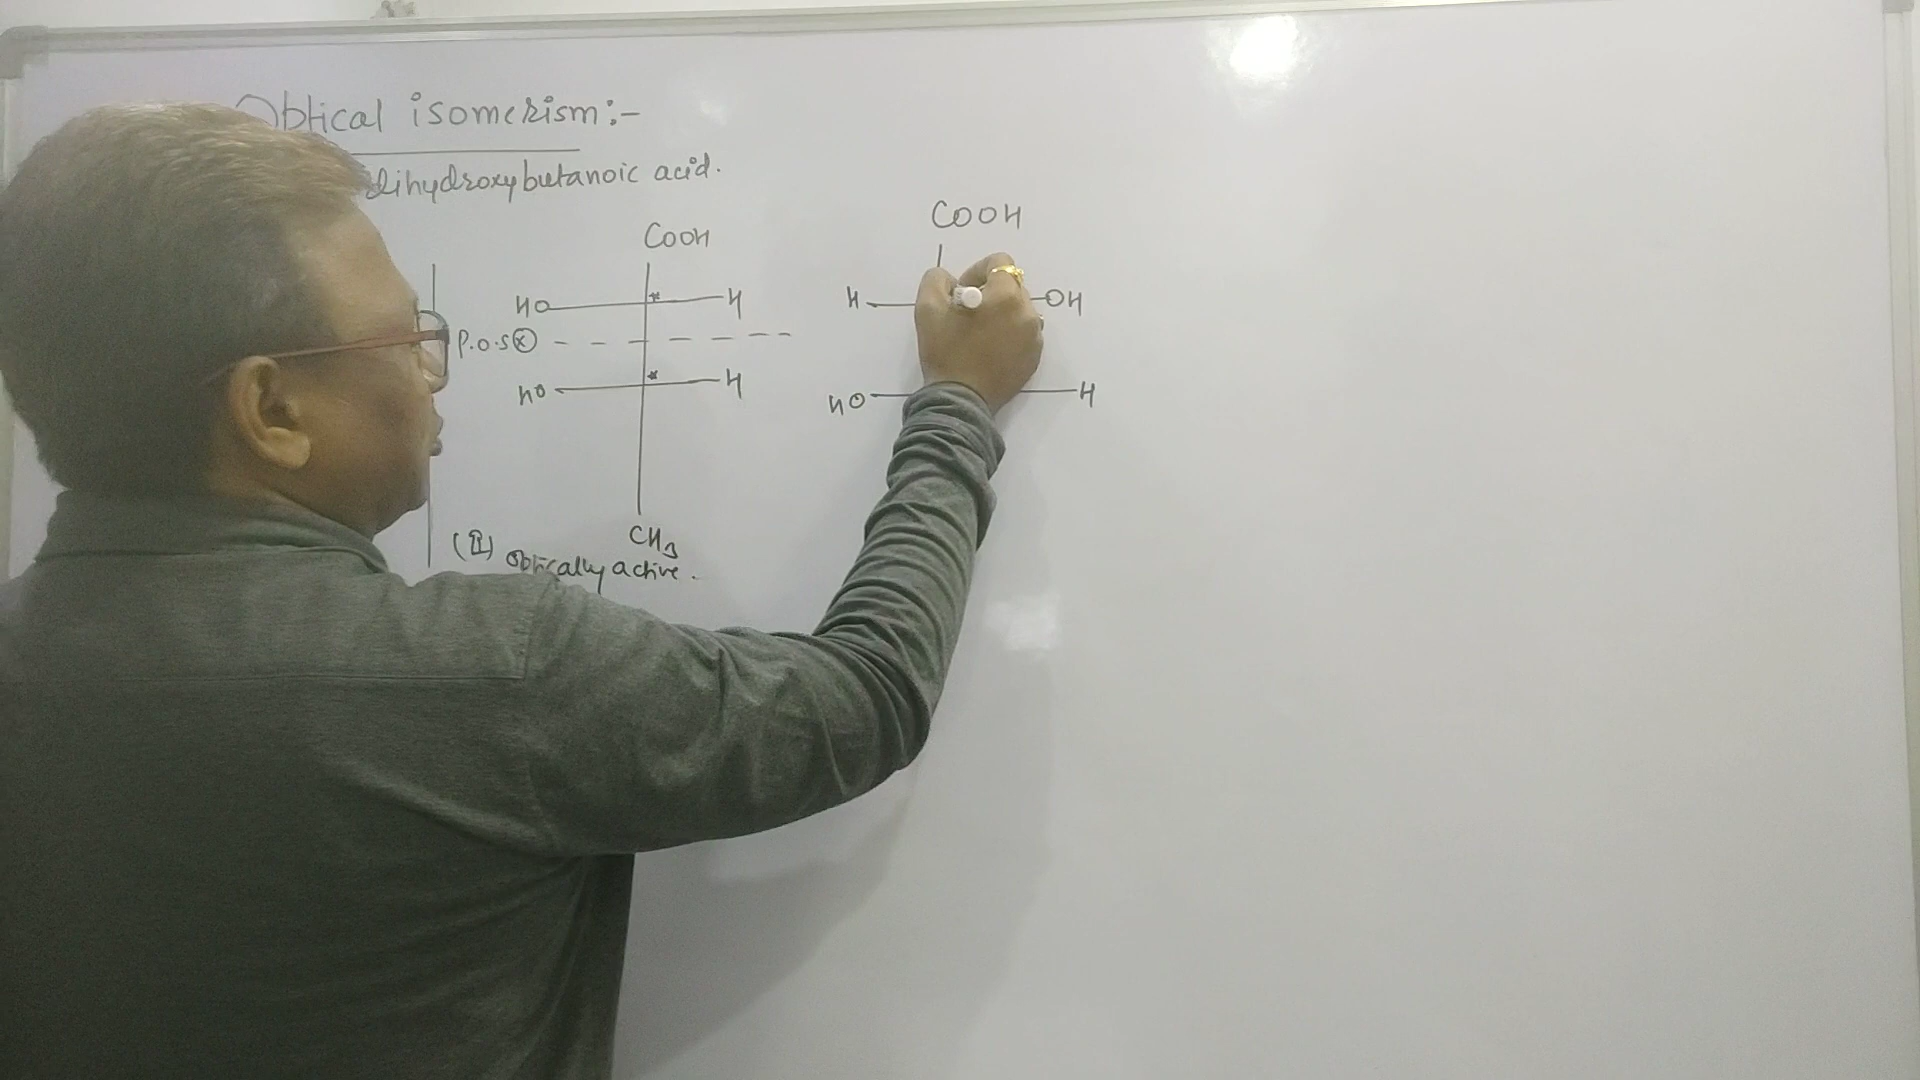 Optical isomerism:-
dihydroxybutanoic acid.
COOH
HO H
P.O.S
HO H
CH3
(II) optically active.
COOH
H OH
HO H